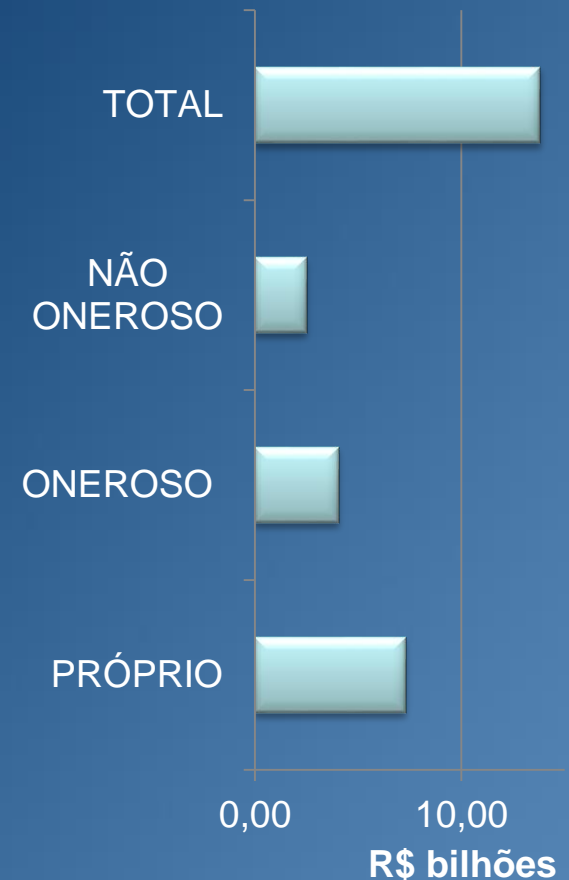 TOTAL
NÃO
ONEROSO
ONEROSO
PRÓPRIO
0,00
10,00
R$ bilhões